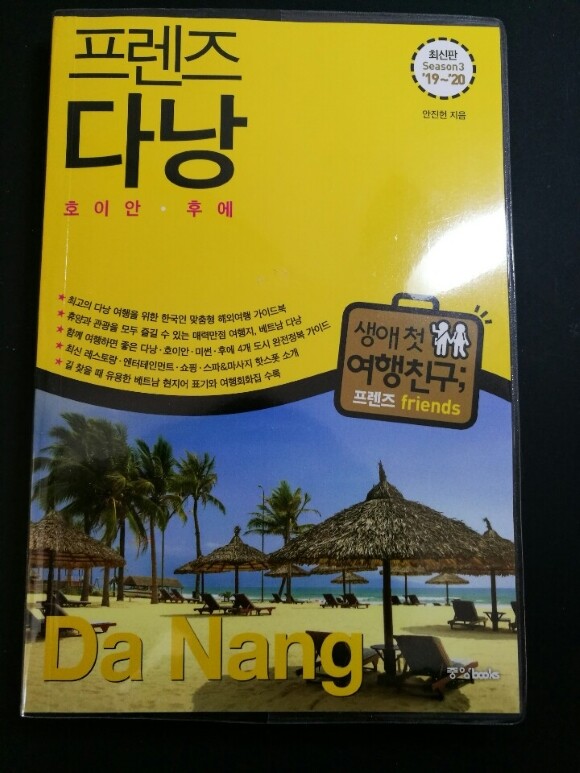 프렌즈
다낭
호이안 · 후에
최신판
Season 3
'19~'20
안진헌 지음
★ 최고의 다낭 여행을 위한 한국인 맞춤형 해외여행 가이드북
★ 휴양과 관광을 모두 즐길 수 있는 매력만점 여행지, 베트남 다낭
★ 함께 여행하면 좋은 다낭·호이안·미썬·후에 4개 도시 완전정복 가이드
★ 최신 레스토랑·엔터테인먼트·쇼핑·스파&마사지 핫스폿 소개
★ 길 찾을 때 유용한 베트남 현지어 표기와 여행회화집 수록
생애 첫
여행친구;
프렌즈 friends
Da Nang
중앙books